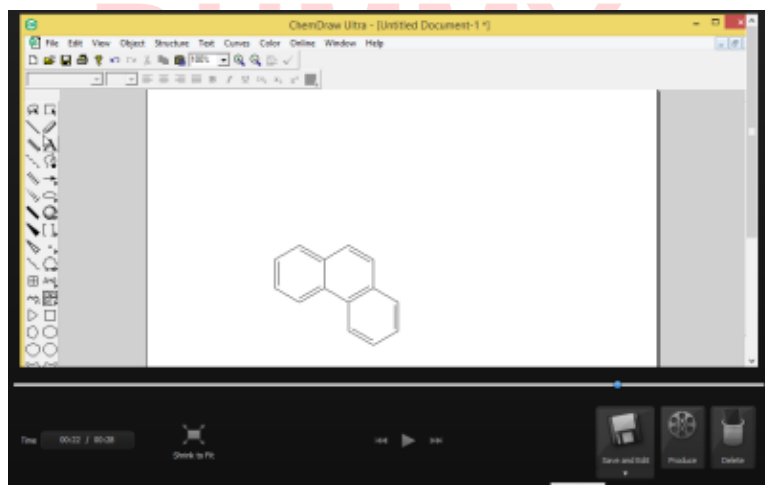 ChemDraw Ultra - [Untitled Document-1 *]
File Edit View Object Structure Text Curves Color Online Window Help
100%
Time 00:22 / 00:28
Shrink to Fit
Save and Edit
Produce
Delete